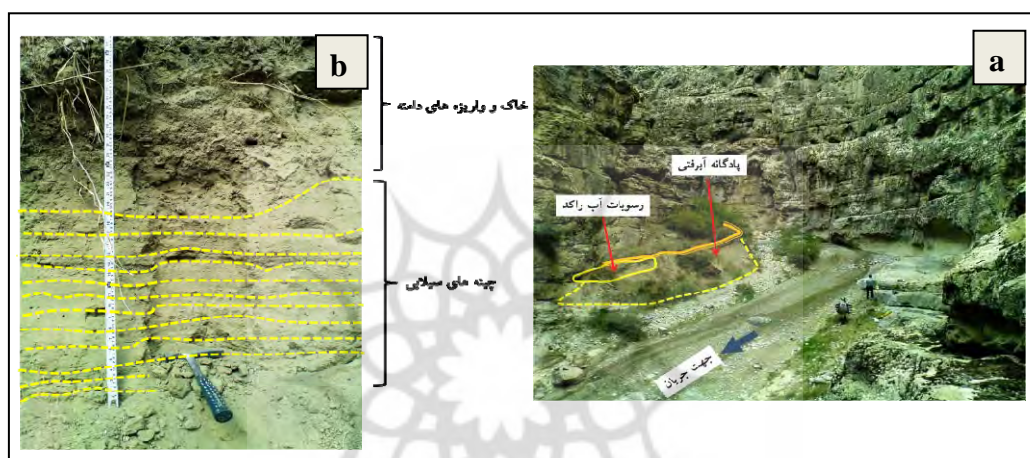 a
پادگانه آبرفتی
رسوبات آب راکد
جهت جریان
b
خاک و واریزه های دامنه
چینه های سیلابی